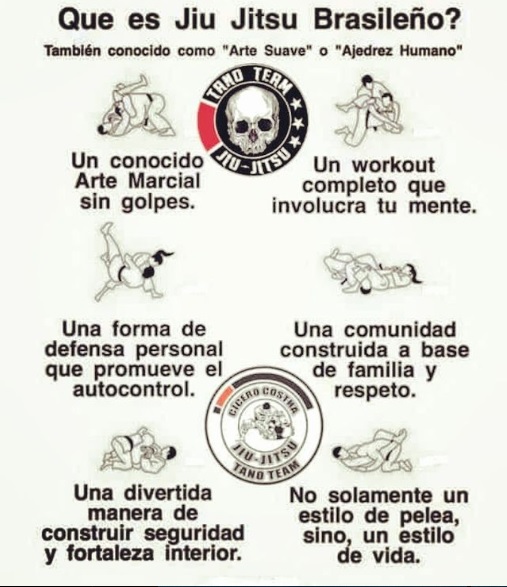 Que es Jiu Jitsu Brasileño?
También conocido como "Arte Suave" o "Ajedrez Humano"
TANO TEAM
JIU-JITSU
Un conocido
Arte Marcial
sin golpes.
Un workout
completo que
involucra tu mente.
Una forma de
defensa personal
que promueve el
autocontrol.
Una comunidad
construida a base
de familia y
respeto.
CICERO COSTHA
JIU-JITSU
TANO TEAM
Una divertida
manera de
construir seguridad
y fortaleza interior.
No solamente un
estilo de pelea,
sino, un estilo
de vida.